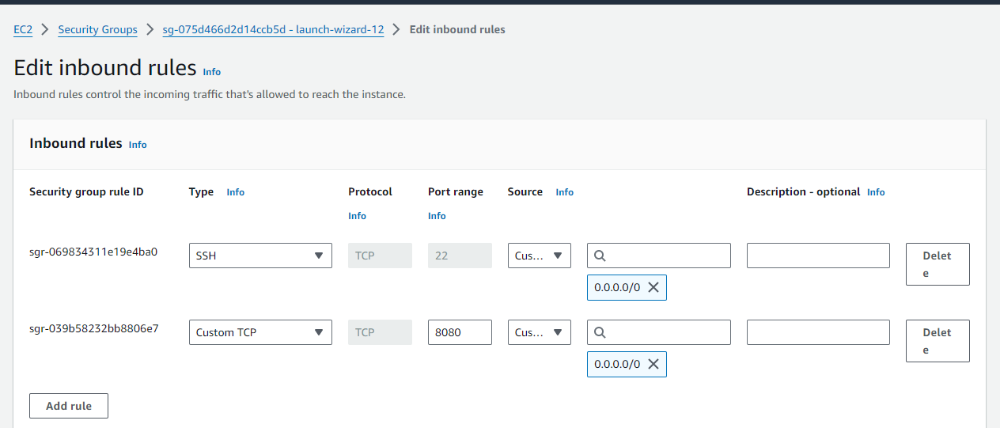 EC2 > Security Groups > sg-075d466d2d14ccb5d - launch-wizard-12 > Edit inbound rules
Edit inbound rules Info
Inbound rules control the incoming traffic that's allowed to reach the instance.
Inbound rules Info
Security group rule ID Type Info Protocol Port range Source Info Description - optional Info
Info Info
sgr-069834311e19e4ba0 SSH TCP 22 Cus... Delet
e
0.0.0.0/0
sgr-039b58232bb8806e7 Custom TCP TCP 8080 Cus... Delet
e
0.0.0.0/0
Add rule